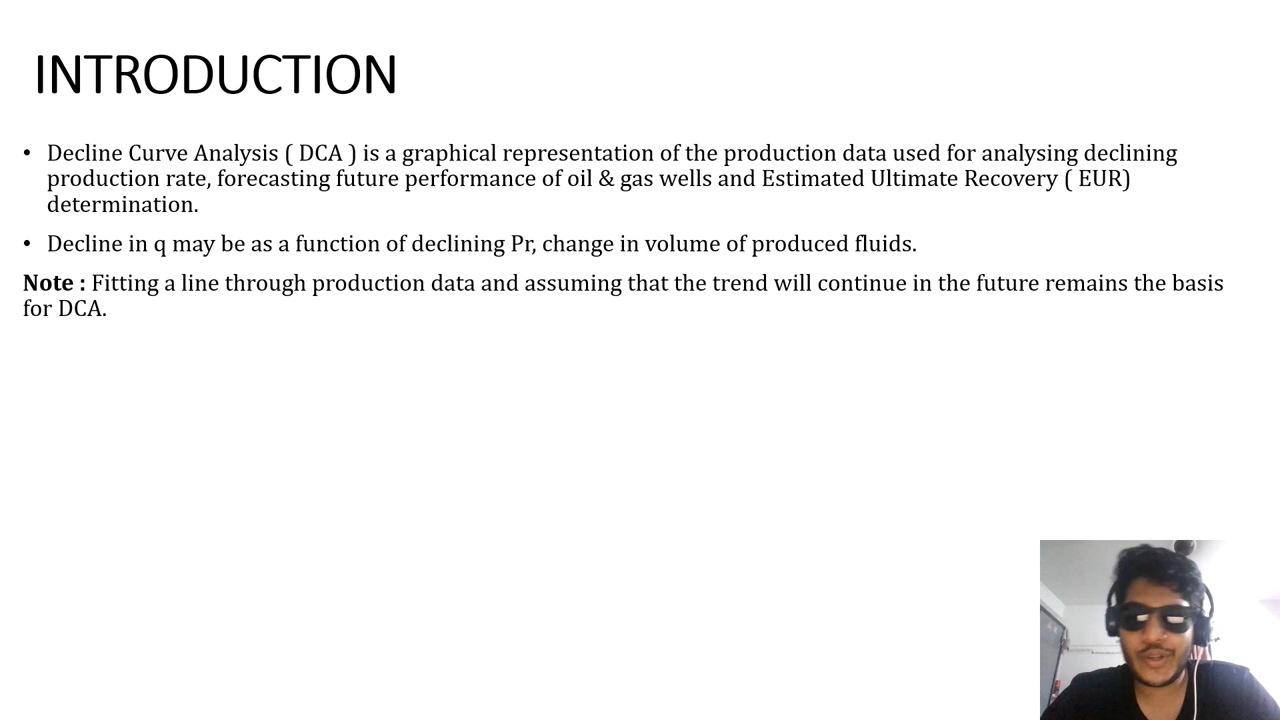 INTRODUCTION
• Decline Curve Analysis ( DCA ) is a graphical representation of the production data used for analysing declining
production rate, forecasting future performance of oil & gas wells and Estimated Ultimate Recovery ( EUR)
determination.
• Decline in q may be as a function of declining Pr, change in volume of produced fluids.
Note : Fitting a line through production data and assuming that the trend will continue in the future remains the basis
for DCA.